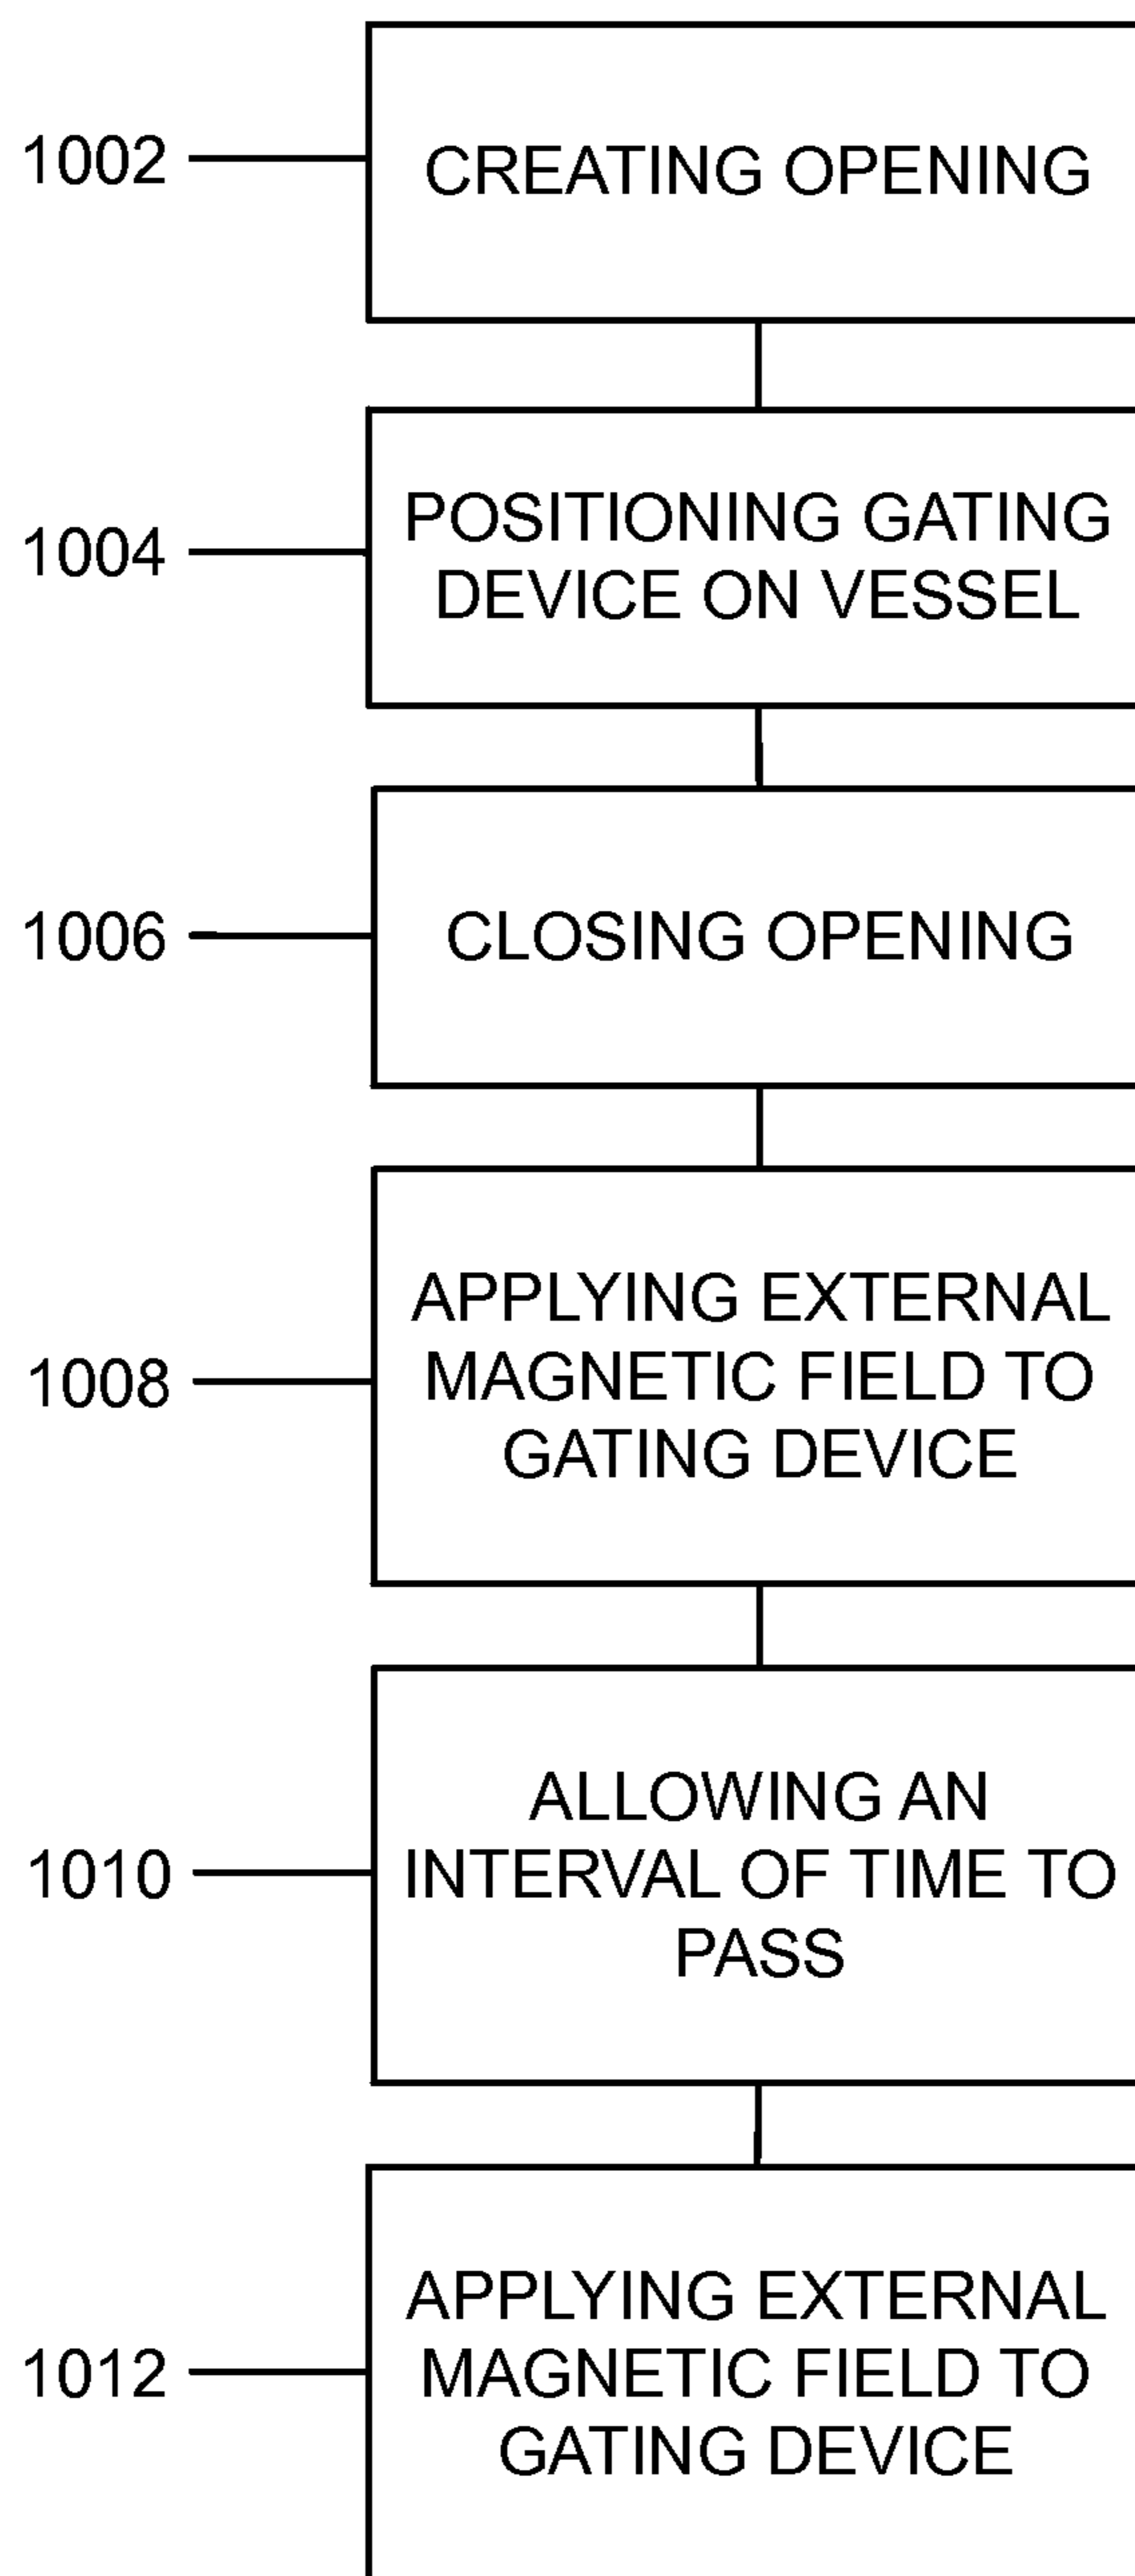 1002
CREATING OPENING
1004
POSITIONING GATING
DEVICE ON VESSEL
1006
CLOSING OPENING
1008
APPLYING EXTERNAL
MAGNETIC FIELD TO
GATING DEVICE
1010
ALLOWING AN
INTERVAL OF TIME TO
PASS
1012
APPLYING EXTERNAL
MAGNETIC FIELD TO
GATING DEVICE